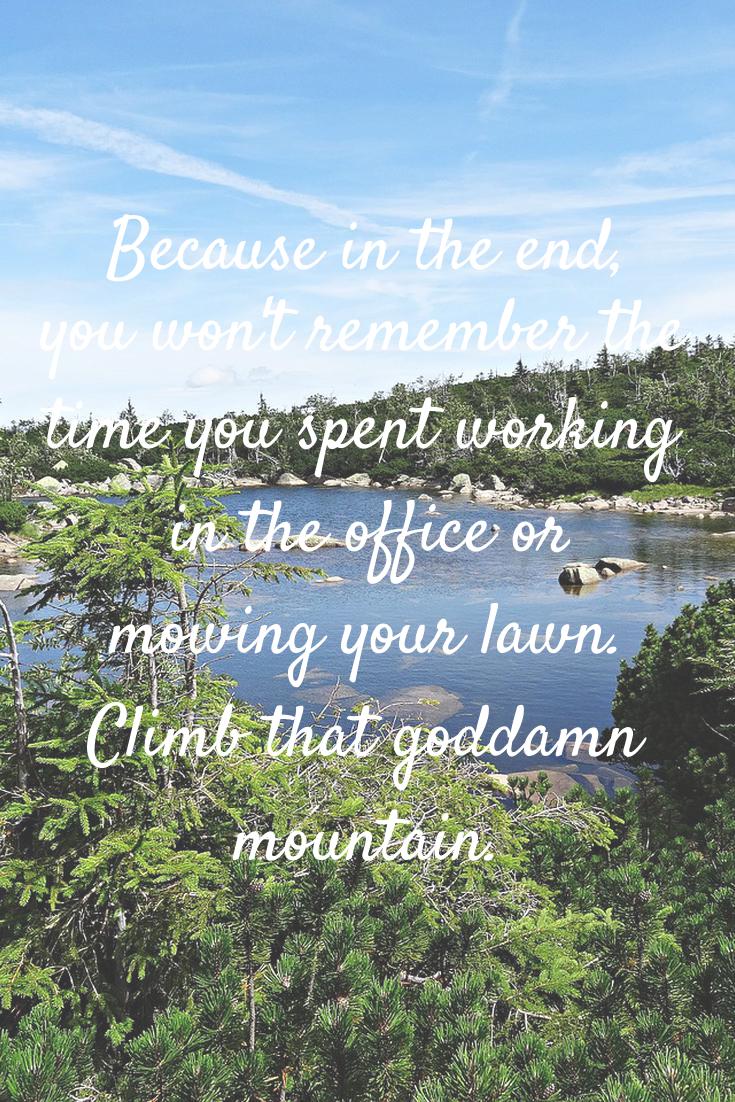 Because in the end,
you won't remember the
time you spent working
in the office or
mowing your lawn.
Climb that goddamn
mountain.